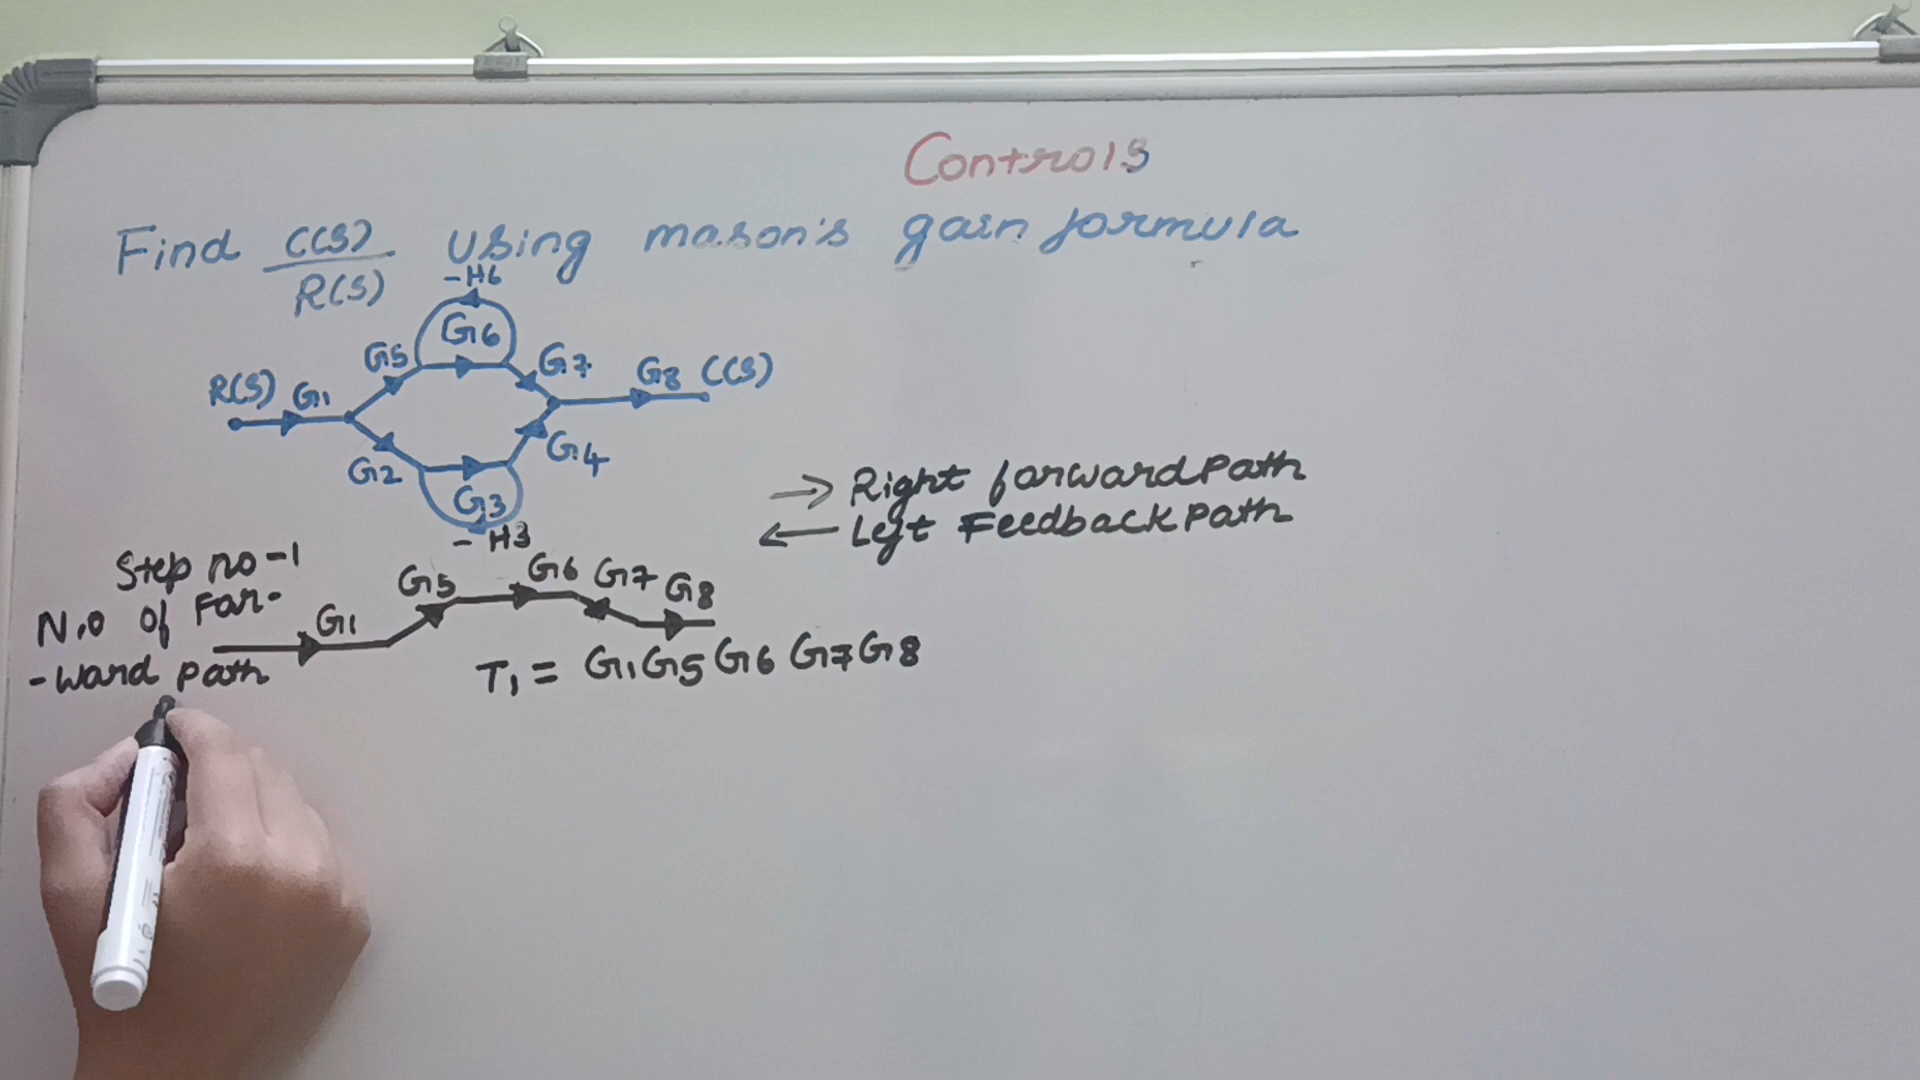 Controls
Find C(S)/R(S) using mason's gain formula
-H6
G6
G5
G7
R(S) G1
G8 C(S)
G2
G4
G3
-H3
→ Right forward Path
← Left Feedback Path
Step no-1
N.o of For-
-ward path
G1
G5
G6
G7
G8
T1 = G1G5G6G7G8